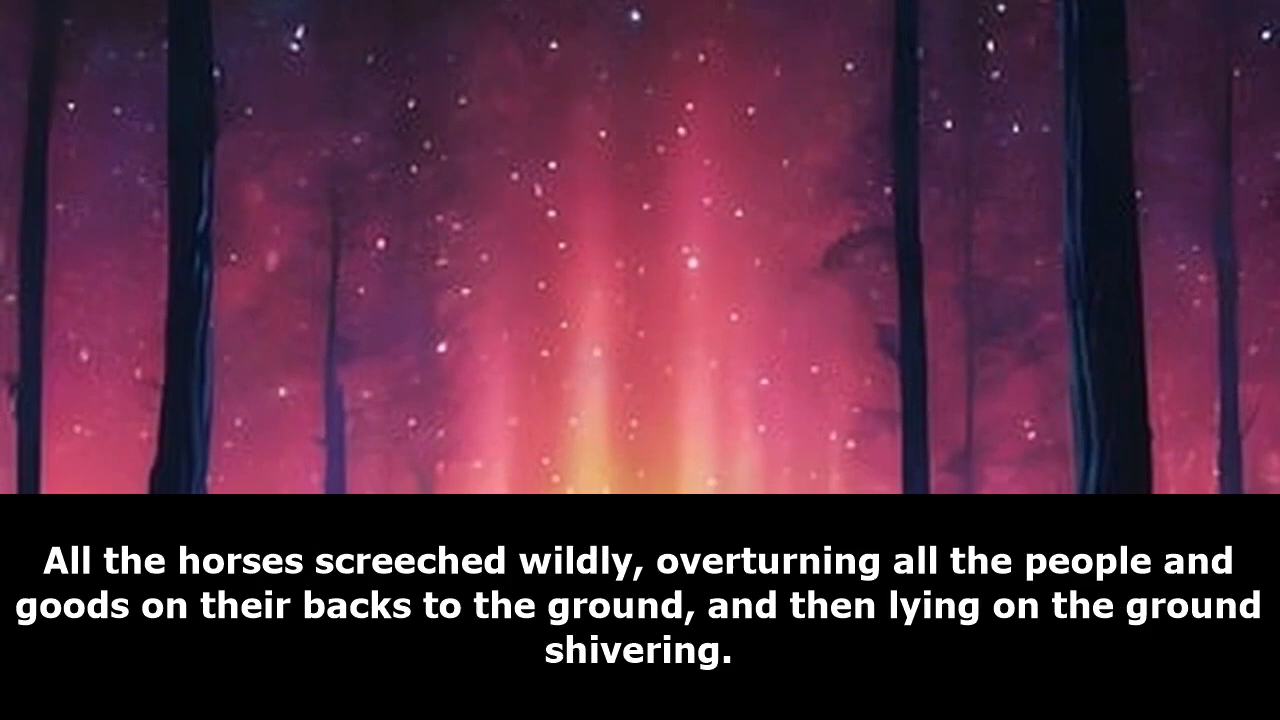 All the horses screeched wildly, overturning all the people and
goods on their backs to the ground, and then lying on the ground
shivering.